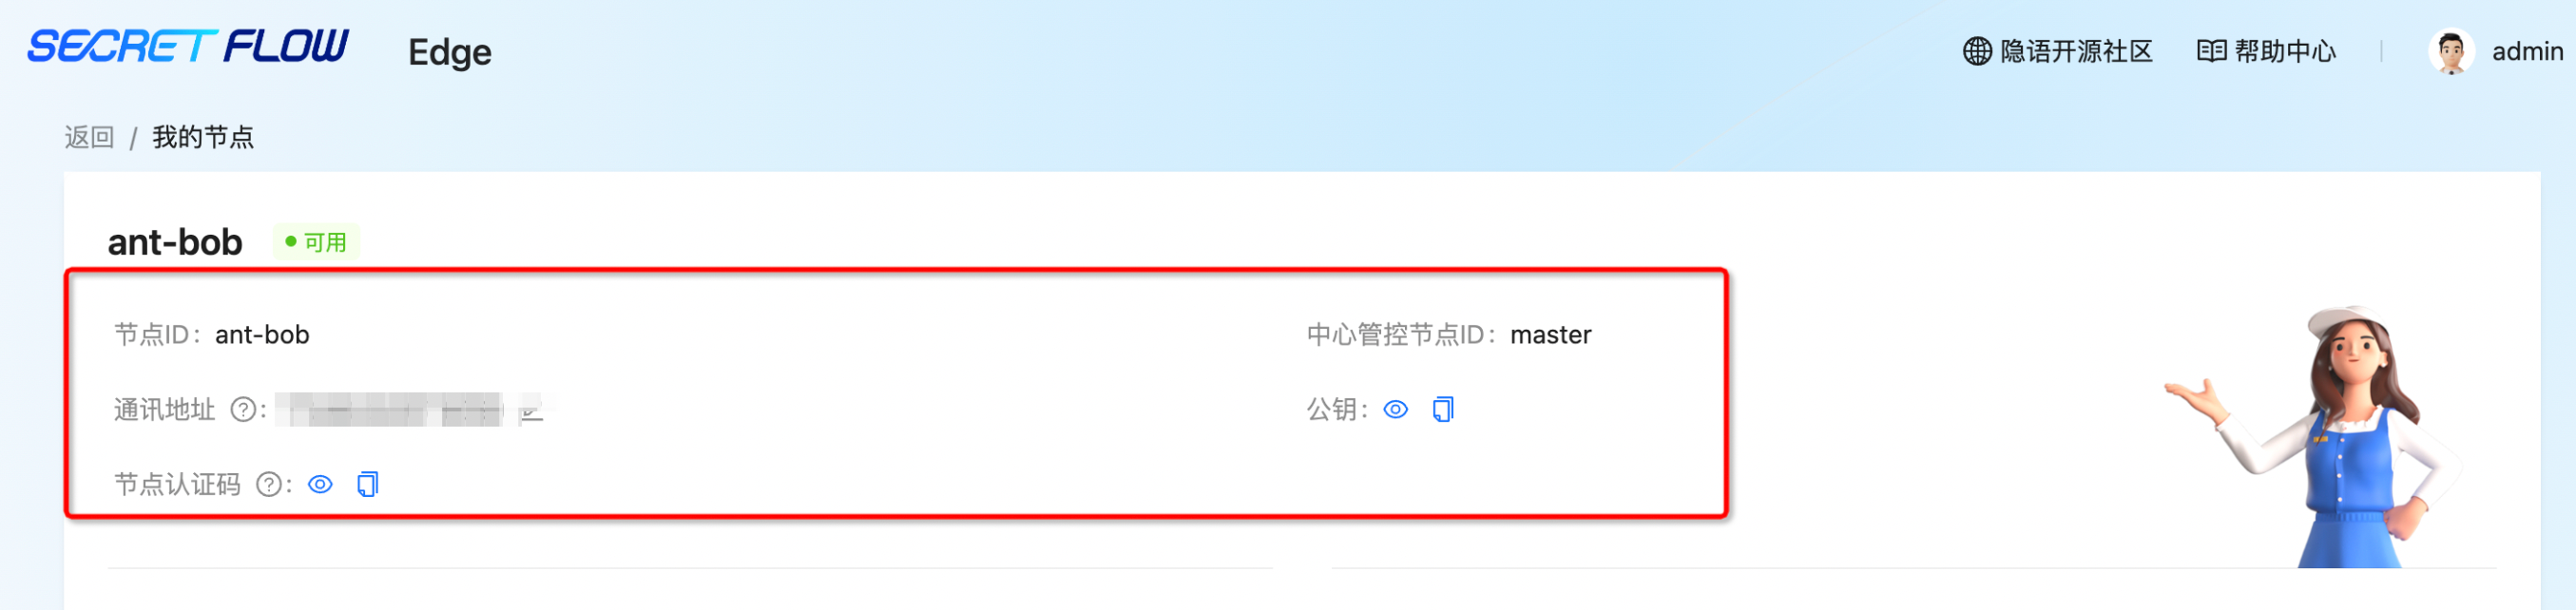 SECRET FLOW Edge 隐语开源社区 帮助中心 | admin
返回 / 我的节点
ant-bob 可用
节点ID: ant-bob 中心管控节点ID: master
通讯地址 ?: 公钥:
节点认证码 ?: